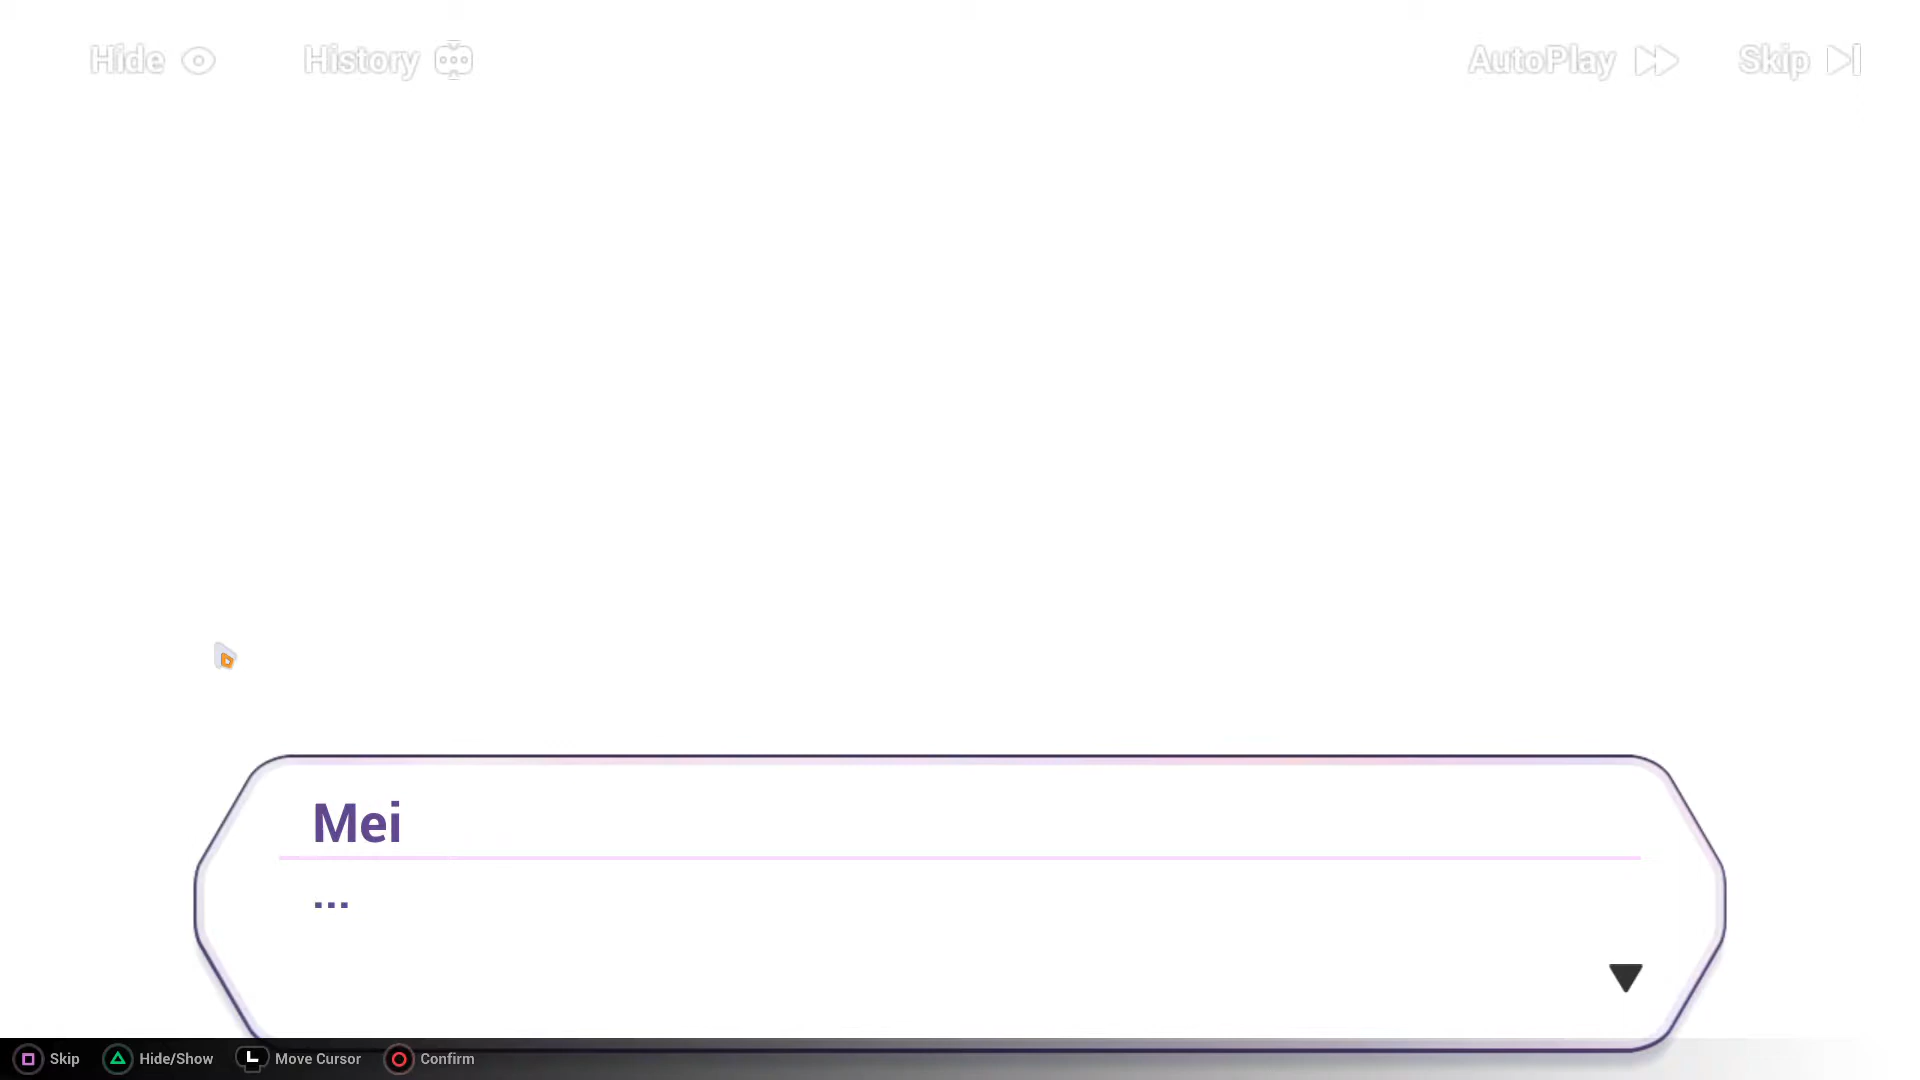 Hide
History
AutoPlay
Skip
Mei
...
Skip
Hide/Show
L
Move Cursor
Confirm